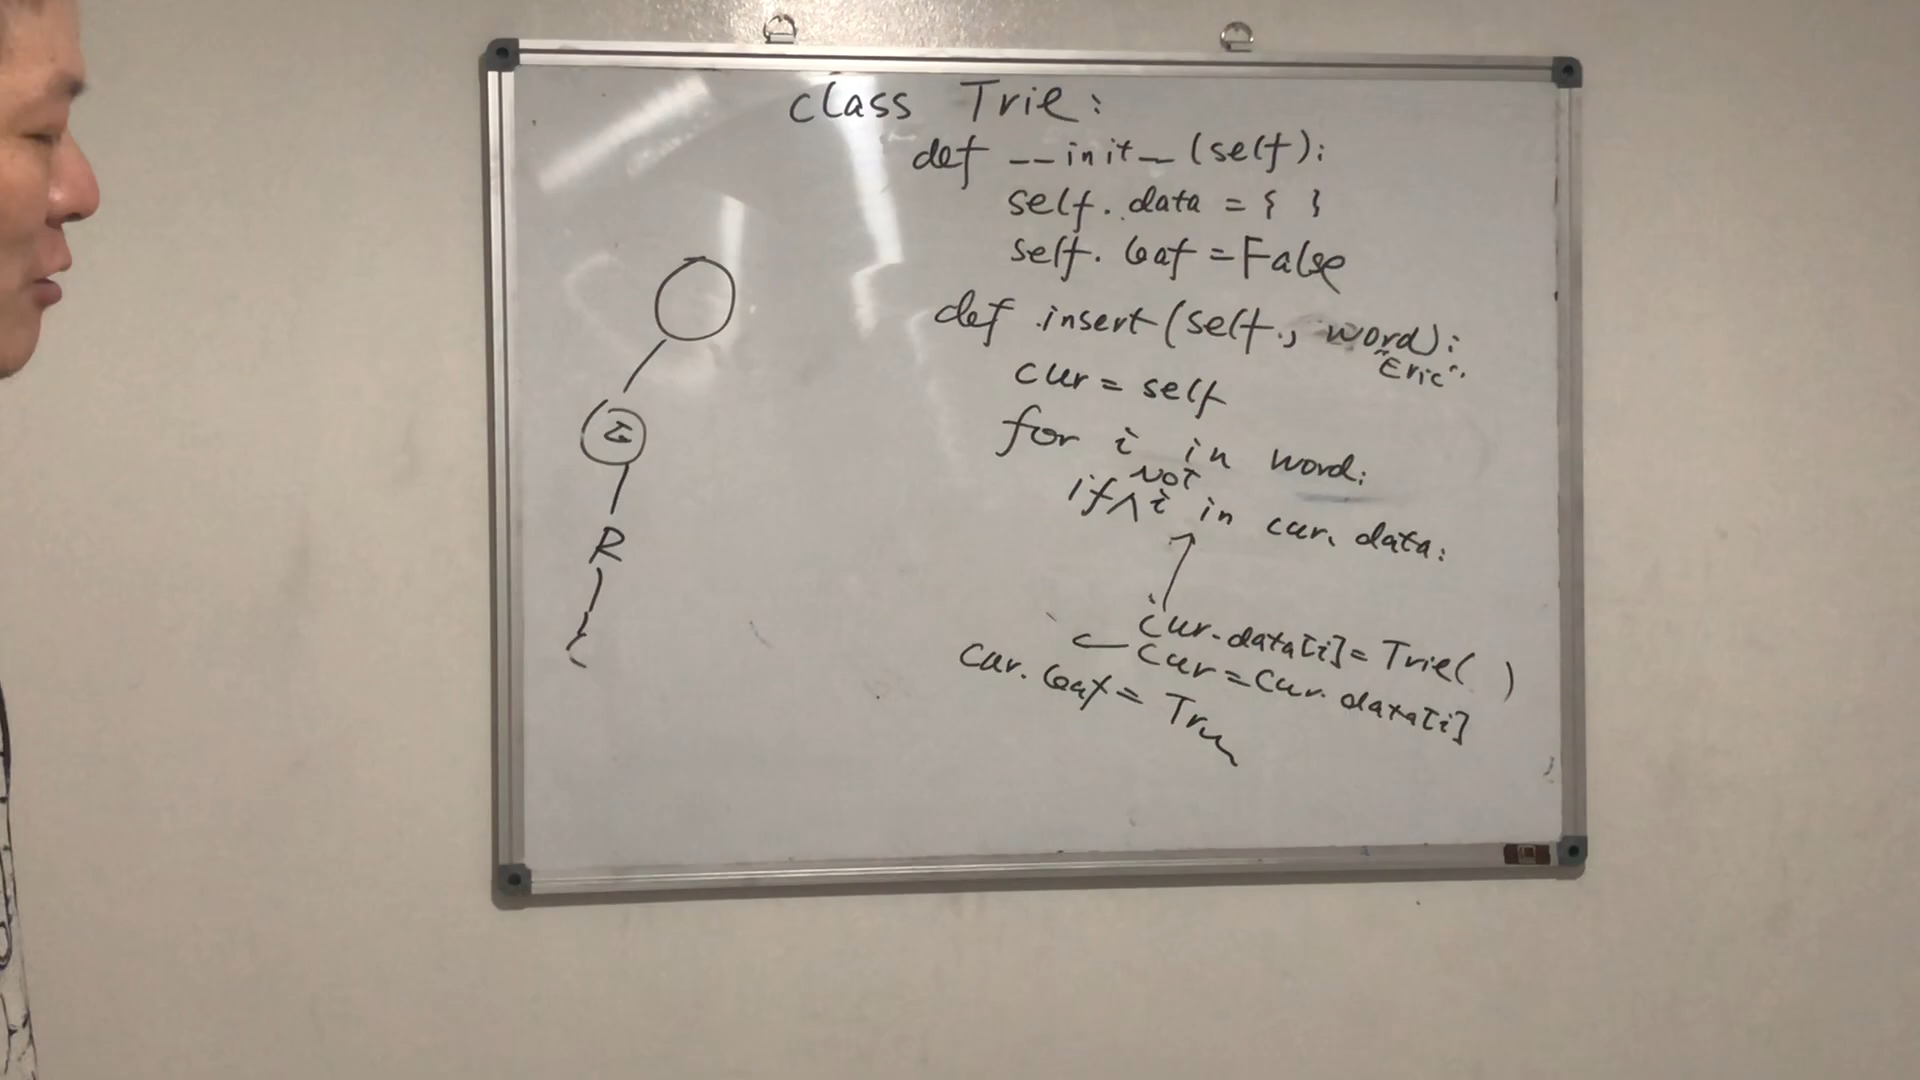 class Trie:
def __init__(self):
self.data = { }
self.leaf = False
def insert(self, word):
"Eric"
cur = self
for i in word:
not
if ^ i in cur.data:
cur.data[i] = Trie( )
cur = cur.data[i]
cur.leaf = True
E
R